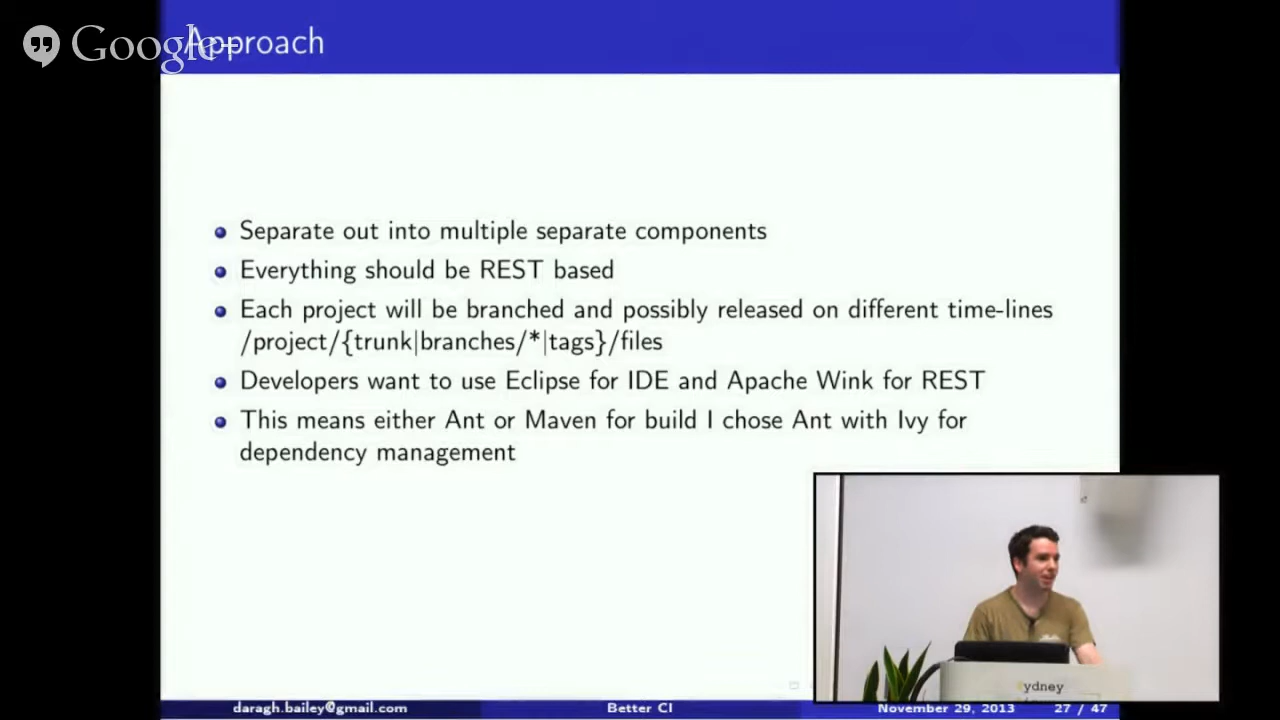 Google+
Approach
Separate out into multiple separate components
Everything should be REST based
Each project will be branched and possibly released on different time-lines
/project/{trunk|branches/*|tags}/files
Developers want to use Eclipse for IDE and Apache Wink for REST
This means either Ant or Maven for build I chose Ant with Ivy for
dependency management
ydney
daragh.bailey@gmail.com
Better CI
November 29, 2013
27 / 47